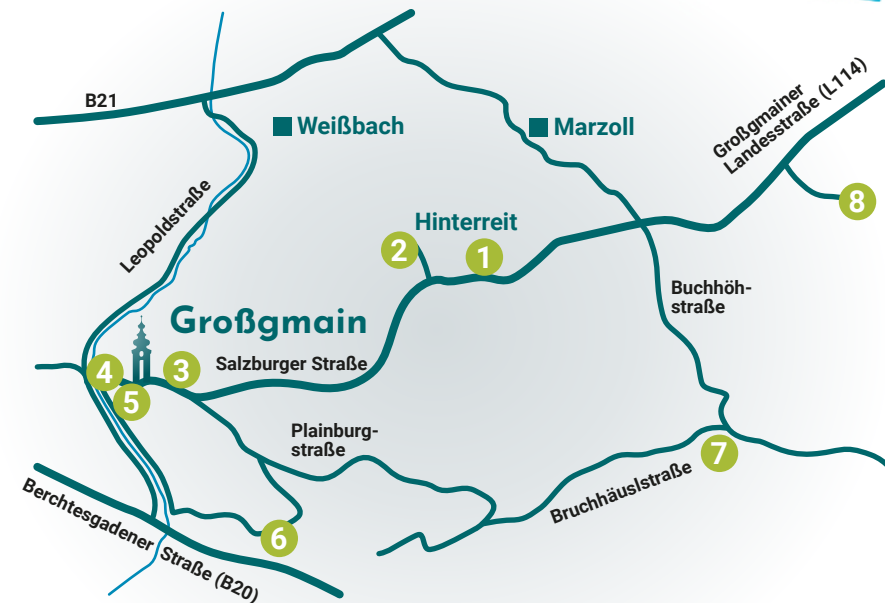 B21
Weißbach
Marzoll
Großgmainer
Landesstraße (L114)
8
Leopoldstraße
Hinterreit
2
1
Buchhöh-
straße
Großgmain
i
4
3
Salzburger Straße
5
Plainburg-
straße
7
Bruchhäuslstraße
6
Berchtesgadener Straße (B20)